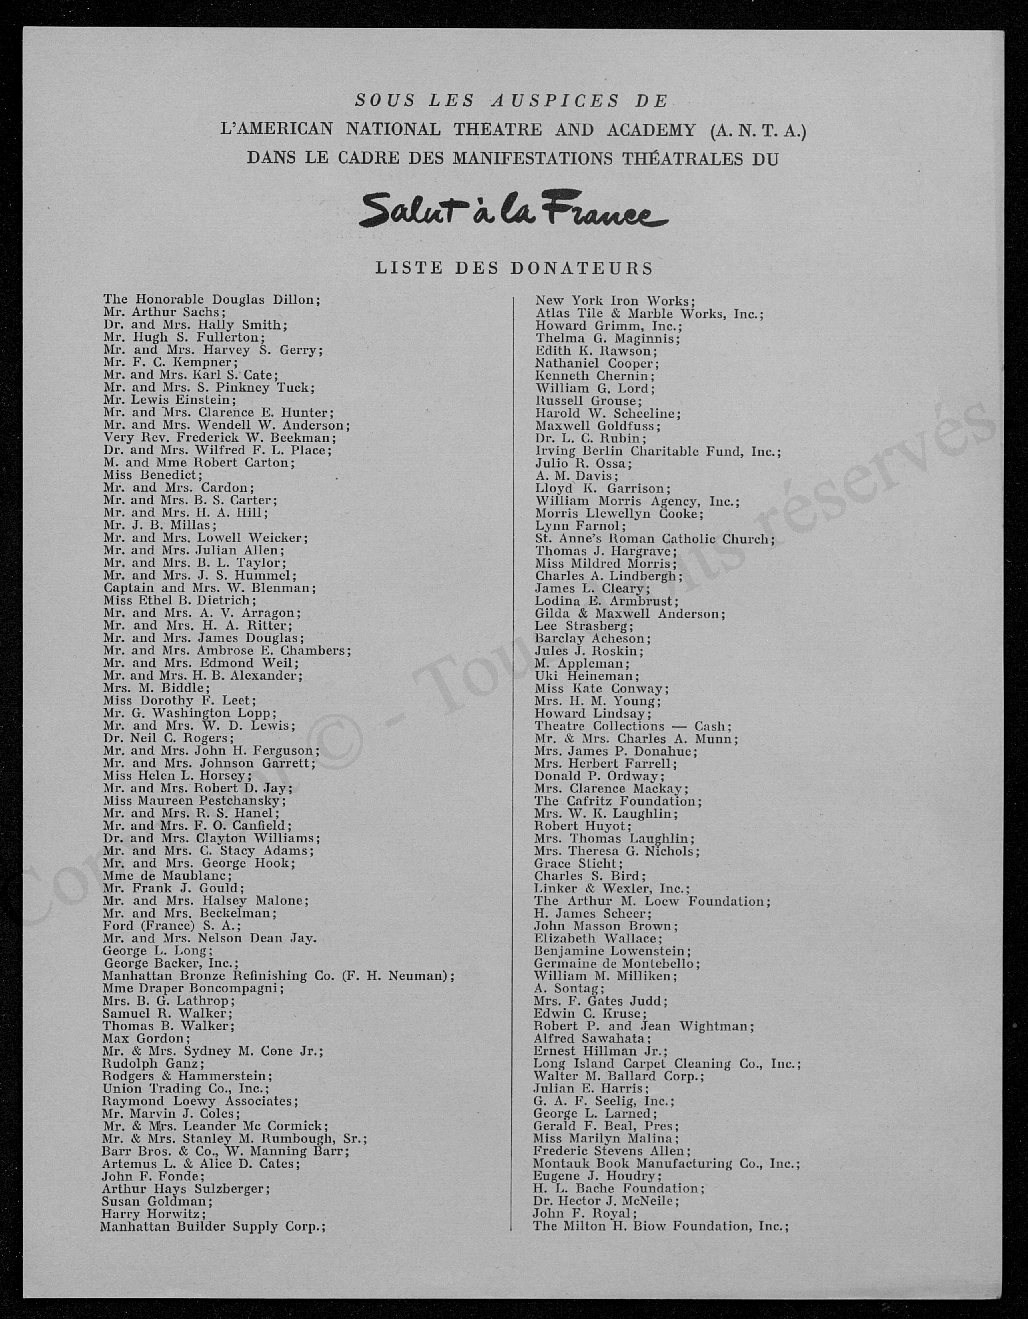 SOUS LES AUSPICES DE
L'AMERICAN NATIONAL THEATRE AND ACADEMY (A. N. T. A.)
DANS LE CADRE DES MANIFESTATIONS THÉATRALES DU
Salut à la France
LISTE DES DONATEURS
The Honorable Douglas Dillon;
Mr. Arthur Sachs;
Dr. and Mrs. Hally Smith;
Mr. Hugh S. Fullerton;
Mr. and Mrs. Harvey S. Gerry;
Mr. F. C. Kempner;
Mr. and Mrs. Karl S. Cate;
Mr. and Mrs. S. Pinkney Tuck;
Mr. Lewis Einstein;
Mr. and Mrs. Clarence E. Hunter;
Mr. and Mrs. Wendell W. Anderson;
Very Rev. Frederick W. Beekman;
Dr. and Mrs. Wilfred F. L. Place;
M. and Mme Robert Carton;
Miss Benedict;
Mr. and Mrs. Cardon;
Mr. and Mrs. B. S. Carter;
Mr. and Mrs. H. A. Hill;
Mr. J. B. Millas;
Mr. and Mrs. Lowell Weicker;
Mr. and Mrs. Julian Allen;
Mr. and Mrs. B. L. Taylor;
Mr. and Mrs. J. S. Hummel;
Captain and Mrs. W. Blenman;
Miss Ethel B. Dietrich;
Mr. and Mrs. A. V. Arragon;
Mr. and Mrs. H. A. Ritter;
Mr. and Mrs. James Douglas;
Mr. and Mrs. Ambrose E. Chambers;
Mr. and Mrs. Edmond Weil;
Mr. and Mrs. H. B. Alexander;
Mrs. M. Biddle;
Miss Dorothy F. Leet;
Mr. G. Washington Lopp;
Mr. and Mrs. W. D. Lewis;
Dr. Neil C. Rogers;
Mr. and Mrs. John H. Ferguson;
Mr. and Mrs. Johnson Garrett;
Miss Helen L. Horsey;
Mr. and Mrs. Robert D. Jay;
Miss Maureen Pestchansky;
Mr. and Mrs. R. S. Hanel;
Mr. and Mrs. F. O. Canfield;
Dr. and Mrs. Clayton Williams;
Mr. and Mrs. C. Stacy Adams;
Mr. and Mrs. George Hook;
Mme de Maublanc;
Mr. Frank J. Gould;
Mr. and Mrs. Halsey Malone;
Mr. and Mrs. Beckelman;
Ford (France) S. A.;
Mr. and Mrs. Nelson Dean Jay.
George L. Long;
George Backer, Inc.;
Manhattan Bronze Refinishing Co. (F. H. Neuman);
Mme Draper Boncompagni;
Mrs. B. G. Lathrop;
Samuel R. Walker;
Thomas B. Walker;
Max Gordon;
Mr. & Mrs. Sydney M. Cone Jr.;
Rudolph Ganz;
Rodgers & Hammerstein;
Union Trading Co., Inc.;
Raymond Loewy Associates;
Mr. Marvin J. Coles;
Mr. & Mrs. Leander Mc Cormick;
Mr. & Mrs. Stanley M. Rumbough, Sr.;
Barr Bros. & Co., W. Manning Barr;
Artemus L. & Alice D. Cates;
John F. Fonde;
Arthur Hays Sulzberger;
Susan Goldman;
Harry Horwitz;
Manhattan Builder Supply Corp.;
New York Iron Works;
Atlas Tile & Marble Works, Inc.;
Howard Grimm, Inc.;
Thelma G. Maginnis;
Edith K. Rawson;
Nathaniel Cooper;
Kenneth Chernin;
William G. Lord;
Russell Grouse;
Harold W. Scheeline;
Maxwell Goldfuss;
Dr. L. C. Rubin;
Irving Berlin Charitable Fund, Inc.;
Julio R. Ossa;
A. M. Davis;
Lloyd K. Garrison;
William Morris Agency, Inc.;
Morris Llewellyn Cooke;
Lynn Farnol;
St. Anne's Roman Catholic Church;
Thomas J. Hargrave;
Miss Mildred Morris;
Charles A. Lindbergh;
James L. Cleary;
Lodina E. Armbrust;
Gilda & Maxwell Anderson;
Lee Strasberg;
Barclay Acheson;
Jules J. Roskin;
M. Appleman;
Uki Heineman;
Miss Kate Conway;
Mrs. H. M. Young;
Howard Lindsay;
Theatre Collections — Cash;
Mr. & Mrs. Charles A. Munn;
Mrs. James P. Donahue;
Mrs. Herbert Farrell;
Donald P. Ordway;
Mrs. Clarence Mackay;
The Cafritz Foundation;
Mrs. W. K. Laughlin;
Robert Huyot;
Mrs. Thomas Laughlin;
Mrs. Theresa G. Nichols;
Grace Sticht;
Charles S. Bird;
Linker & Wexler, Inc.;
The Arthur M. Loew Foundation;
H. James Scheer;
John Masson Brown;
Elizabeth Wallace;
Benjamine Lowenstein;
Germaine de Montebello;
William M. Milliken;
A. Sontag;
Mrs. F. Gates Judd;
Edwin C. Kruse;
Robert P. and Jean Wightman;
Alfred Sawahata;
Ernest Hillman Jr.;
Long Island Carpet Cleaning Co., Inc.;
Walter M. Ballard Corp.;
Julian E. Harris;
G. A. F. Seelig, Inc.;
George L. Larned;
Gerald F. Beal, Pres;
Miss Marilyn Malina;
Frederic Stevens Allen;
Montauk Book Manufacturing Co., Inc.;
Eugene J. Houdry;
H. L. Bache Foundation;
Dr. Hector J. McNeile;
John F. Royal;
The Milton H. Biow Foundation, Inc.;